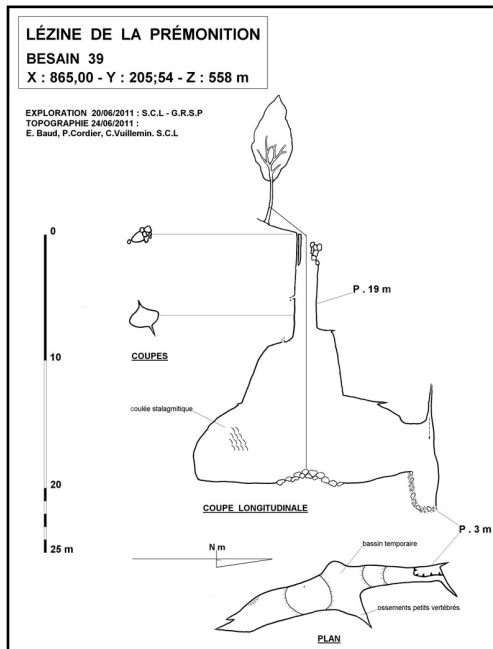 LÉZINE DE LA PRÉMONITION
BESAIN 39
X : 865,00 - Y : 205;54 - Z : 558 m
EXPLORATION 20/06/2011 : S.C.L - G.R.S.P
TOPOGRAPHIE 24/06/2011 :
E. Baud, P.Cordier, C.Vuillemin. S.C.L
0
P . 19 m
10
COUPES
coulée stalagmitique
20
COUPE LONGITUDINALE
P . 3 m
25 m
N m
bassin temporaire
ossements petits vertébrés
PLAN